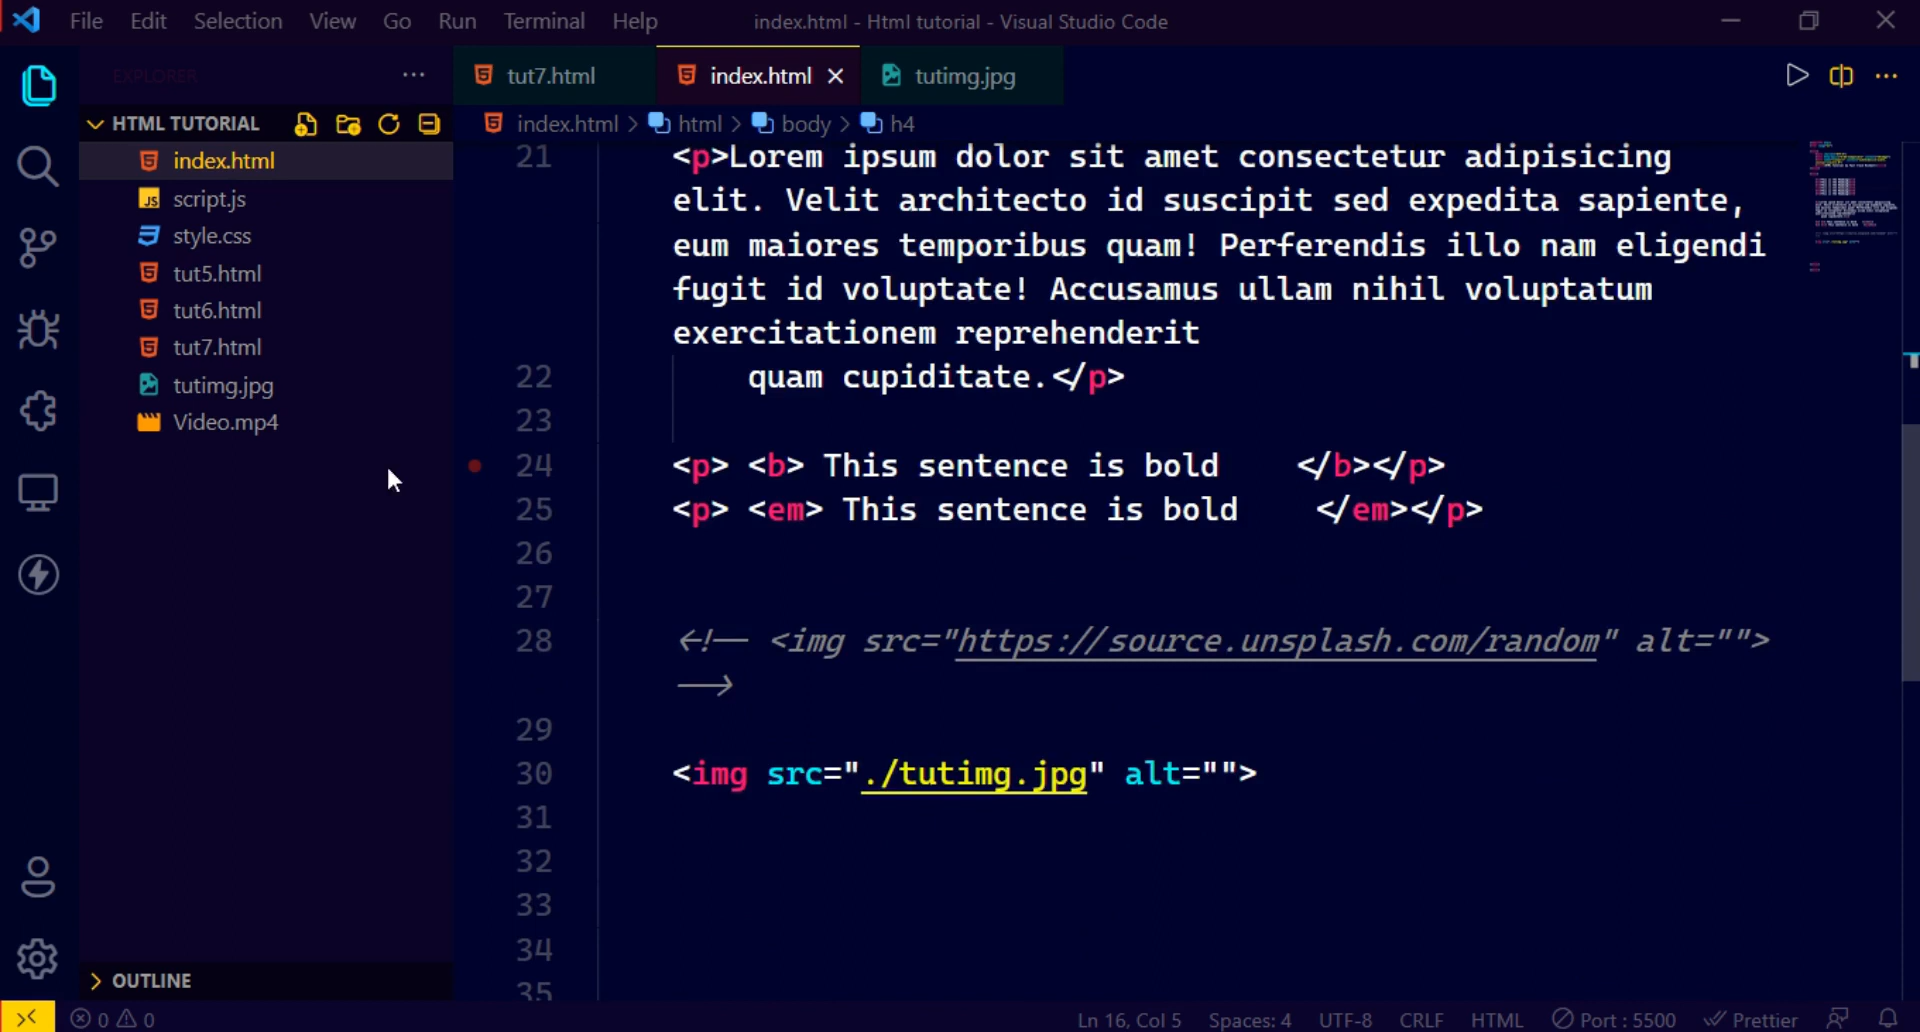 File Edit Selection View Go Run Terminal Help index.html - Html tutorial - Visual Studio Code
EXPLORER
tut7.html index.html tutimg.jpg
HTML TUTORIAL
index.html > html > body > h4
index.html
script.js
style.css
tut5.html
tut6.html
tut7.html
tutimg.jpg
Video.mp4
OUTLINE
21 <p>Lorem ipsum dolor sit amet consectetur adipisicing
elit. Velit architecto id suscipit sed expedita sapiente,
eum maiores temporibus quam! Perferendis illo nam eligendi
fugit id voluptate! Accusamus ullam nihil voluptatum
exercitationem reprehenderit
22 quam cupiditate.</p>
23
24 <p> <b> This sentence is bold </b></p>
25 <p> <em> This sentence is bold </em></p>
26
27
28 <!-- <img src="https://source.unsplash.com/random" alt="">
-->
29
30 <img src="./tutimg.jpg" alt="">
31
32
33
34
35
0 0 Ln 16, Col 5 Spaces: 4 UTF-8 CRLF HTML Port : 5500 Prettier